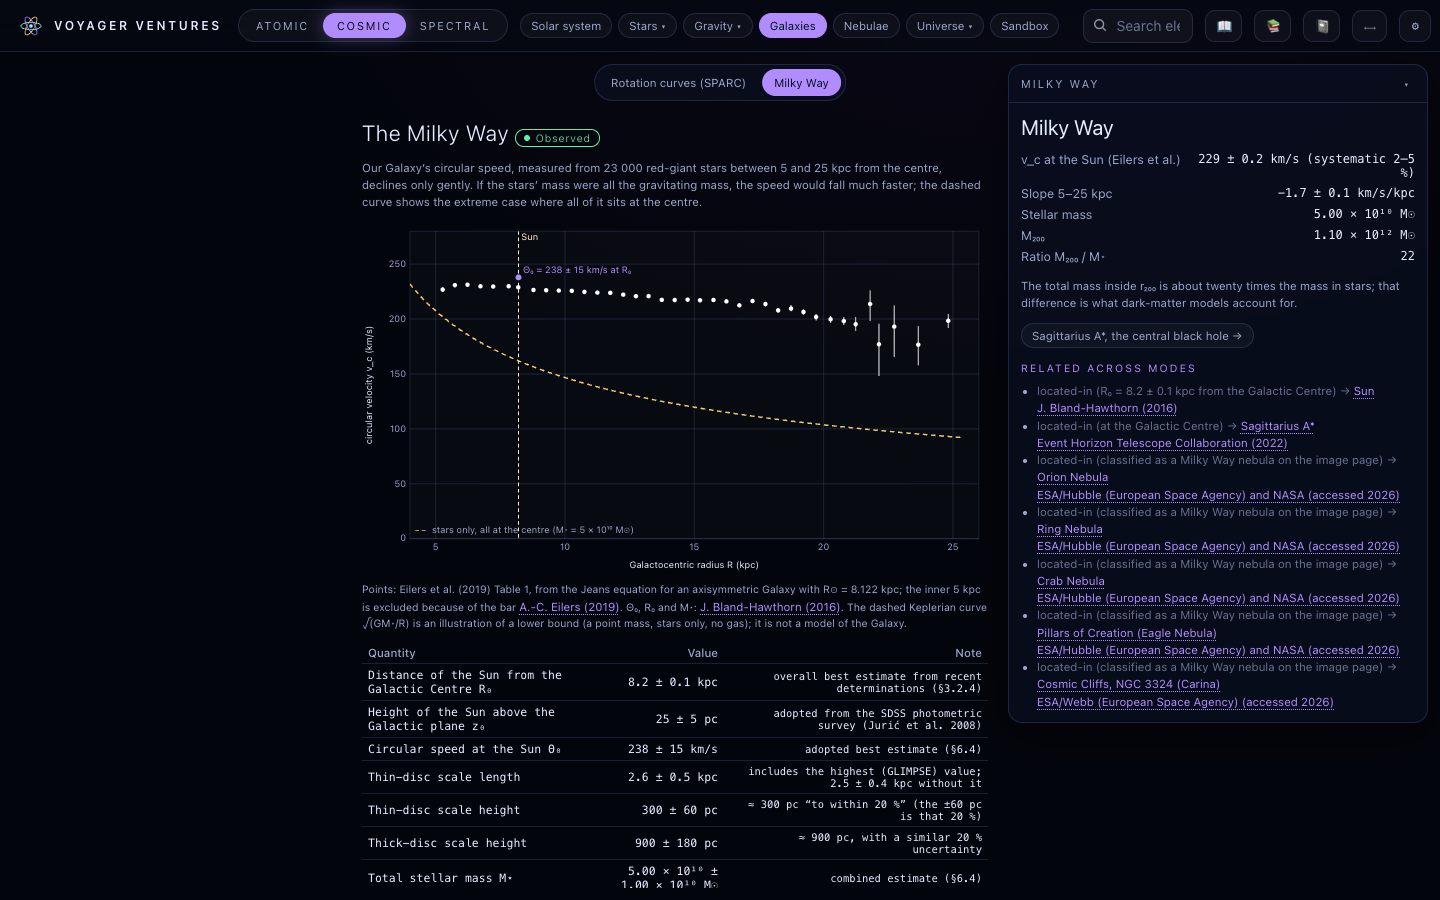 VOYAGER VENTURES
ATOMIC
COSMIC
SPECTRAL
Solar system
Stars ▾
Gravity ▾
Galaxies
Nebulae
Universe ▾
Sandbox
Search ele
Rotation curves (SPARC)
Milky Way
The Milky Way
Observed
Our Galaxy's circular speed, measured from 23 000 red-giant stars between 5 and 25 kpc from the centre,
declines only gently. If the stars' mass were all the gravitating mass, the speed would fall much faster; the dashed
curve shows the extreme case where all of it sits at the centre.
Sun
Θ₀ = 238 ± 15 km/s at R₀
250
200
150
100
50
0
circular velocity v_c (km/s)
stars only, all at the centre (M⋆ = 5 × 10¹⁰ M☉)
5
10
15
20
25
Galactocentric radius R (kpc)
Points: Eilers et al. (2019) Table 1, from the Jeans equation for an axisymmetric Galaxy with R☉ = 8.122 kpc; the inner 5 kpc
is excluded because of the bar A.-C. Eilers (2019). Θ₀, R₀ and M⋆: J. Bland-Hawthorn (2016). The dashed Keplerian curve
√(GM⋆/R) is an illustration of a lower bound (a point mass, stars only, no gas); it is not a model of the Galaxy.
Quantity Value Note
Distance of the Sun from the
Galactic Centre R₀
8.2 ± 0.1 kpc
overall best estimate from recent
determinations (§3.2.4)
Height of the Sun above the
Galactic plane z₀
25 ± 5 pc
adopted from the SDSS photometric
survey (Jurić et al. 2008)
Circular speed at the Sun Θ₀
238 ± 15 km/s
adopted best estimate (§6.4)
Thin-disc scale length
2.6 ± 0.5 kpc
includes the highest (GLIMPSE) value;
2.5 ± 0.4 kpc without it
Thin-disc scale height
300 ± 60 pc
≈ 300 pc “to within 20 %” (the ±60 pc
is that 20 %)
Thick-disc scale height
900 ± 180 pc
≈ 900 pc, with a similar 20 %
uncertainty
Total stellar mass M⋆
5.00 × 10¹⁰ ±
1.00 × 10¹⁰ M☉
combined estimate (§6.4)
MILKY WAY
Milky Way
v_c at the Sun (Eilers et al.)
229 ± 0.2 km/s (systematic 2–5
%)
Slope 5–25 kpc
−1.7 ± 0.1 km/s/kpc
Stellar mass
5.00 × 10¹⁰ M☉
M₂₀₀
1.10 × 10¹² M☉
Ratio M₂₀₀ / M⋆
22
The total mass inside r₂₀₀ is about twenty times the mass in stars; that
difference is what dark-matter models account for.
Sagittarius A*, the central black hole →
RELATED ACROSS MODES
located-in (R₀ = 8.2 ± 0.1 kpc from the Galactic Centre) → Sun
J. Bland-Hawthorn (2016)
located-in (at the Galactic Centre) → Sagittarius A*
Event Horizon Telescope Collaboration (2022)
located-in (classified as a Milky Way nebula on the image page) →
Orion Nebula
ESA/Hubble (European Space Agency) and NASA (accessed 2026)
located-in (classified as a Milky Way nebula on the image page) →
Ring Nebula
ESA/Hubble (European Space Agency) and NASA (accessed 2026)
located-in (classified as a Milky Way nebula on the image page) →
Crab Nebula
ESA/Hubble (European Space Agency) and NASA (accessed 2026)
located-in (classified as a Milky Way nebula on the image page) →
Pillars of Creation (Eagle Nebula)
ESA/Hubble (European Space Agency) and NASA (accessed 2026)
located-in (classified as a Milky Way nebula on the image page) →
Cosmic Cliffs, NGC 3324 (Carina)
ESA/Webb (European Space Agency) (accessed 2026)